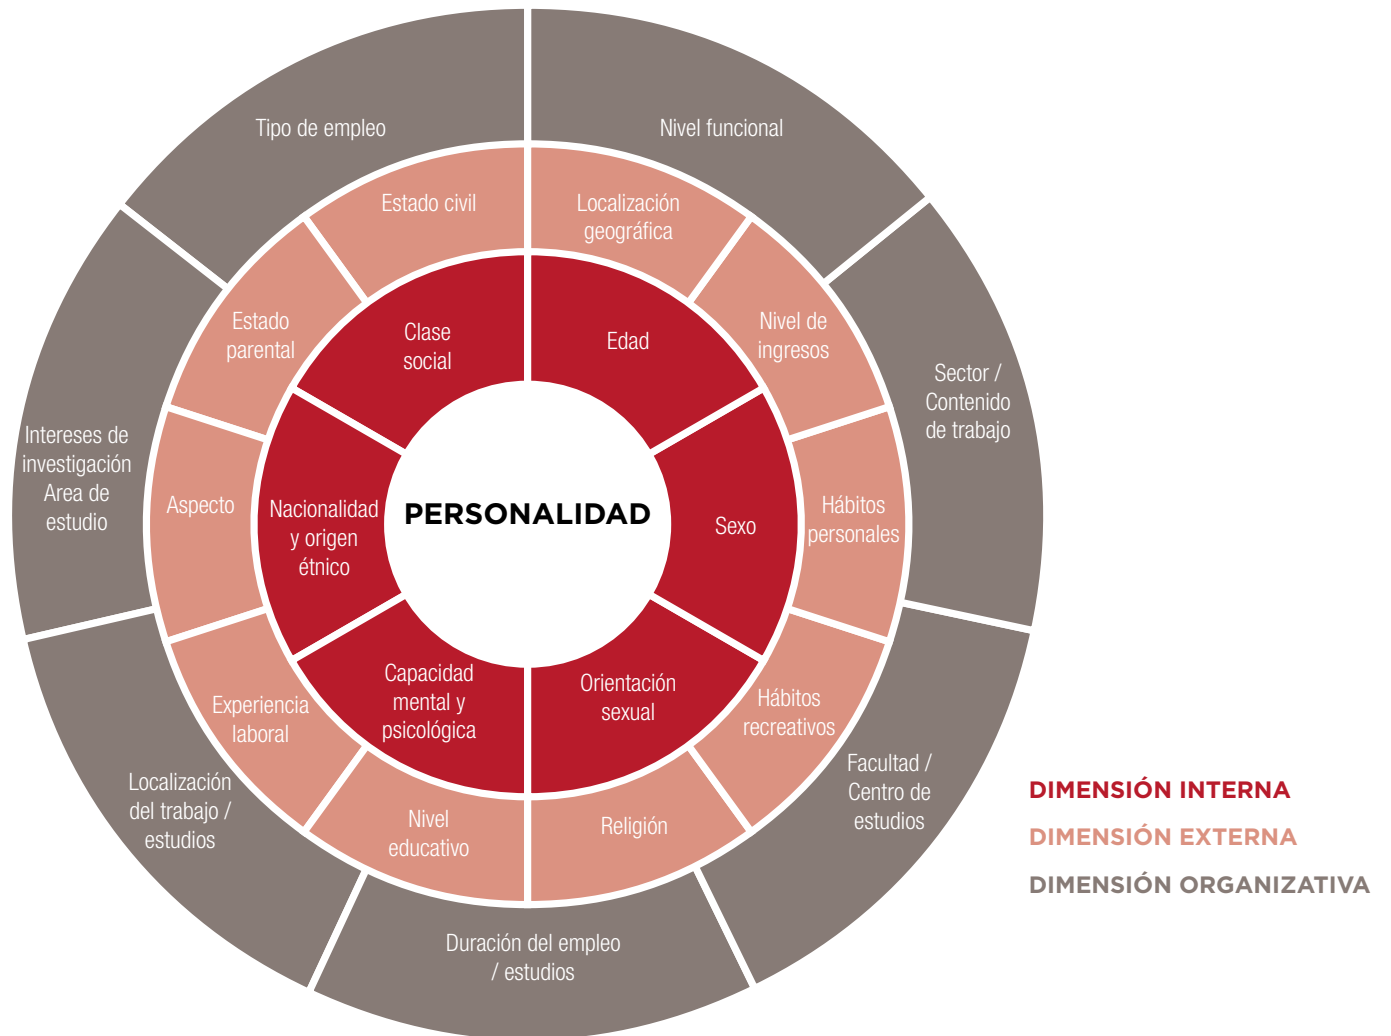 Tipo de empleo
Nivel funcional
Sector /
Contenido
de trabajo
Facultad /
Centro de
estudios
Duración del empleo
/ estudios
Localización
del trabajo /
estudios
Intereses de
investigación
Area de
estudio
Estado civil
Localización
geográfica
Nivel de
ingresos
Hábitos
personales
Hábitos
recreativos
Religión
Nivel
educativo
Experiencia
laboral
Aspecto
Estado
parental
Clase
social
Edad
Sexo
Orientación
sexual
Capacidad
mental y
psicológica
Nacionalidad
y origen
étnico
PERSONALIDAD
DIMENSIÓN INTERNA
DIMENSIÓN EXTERNA
DIMENSIÓN ORGANIZATIVA